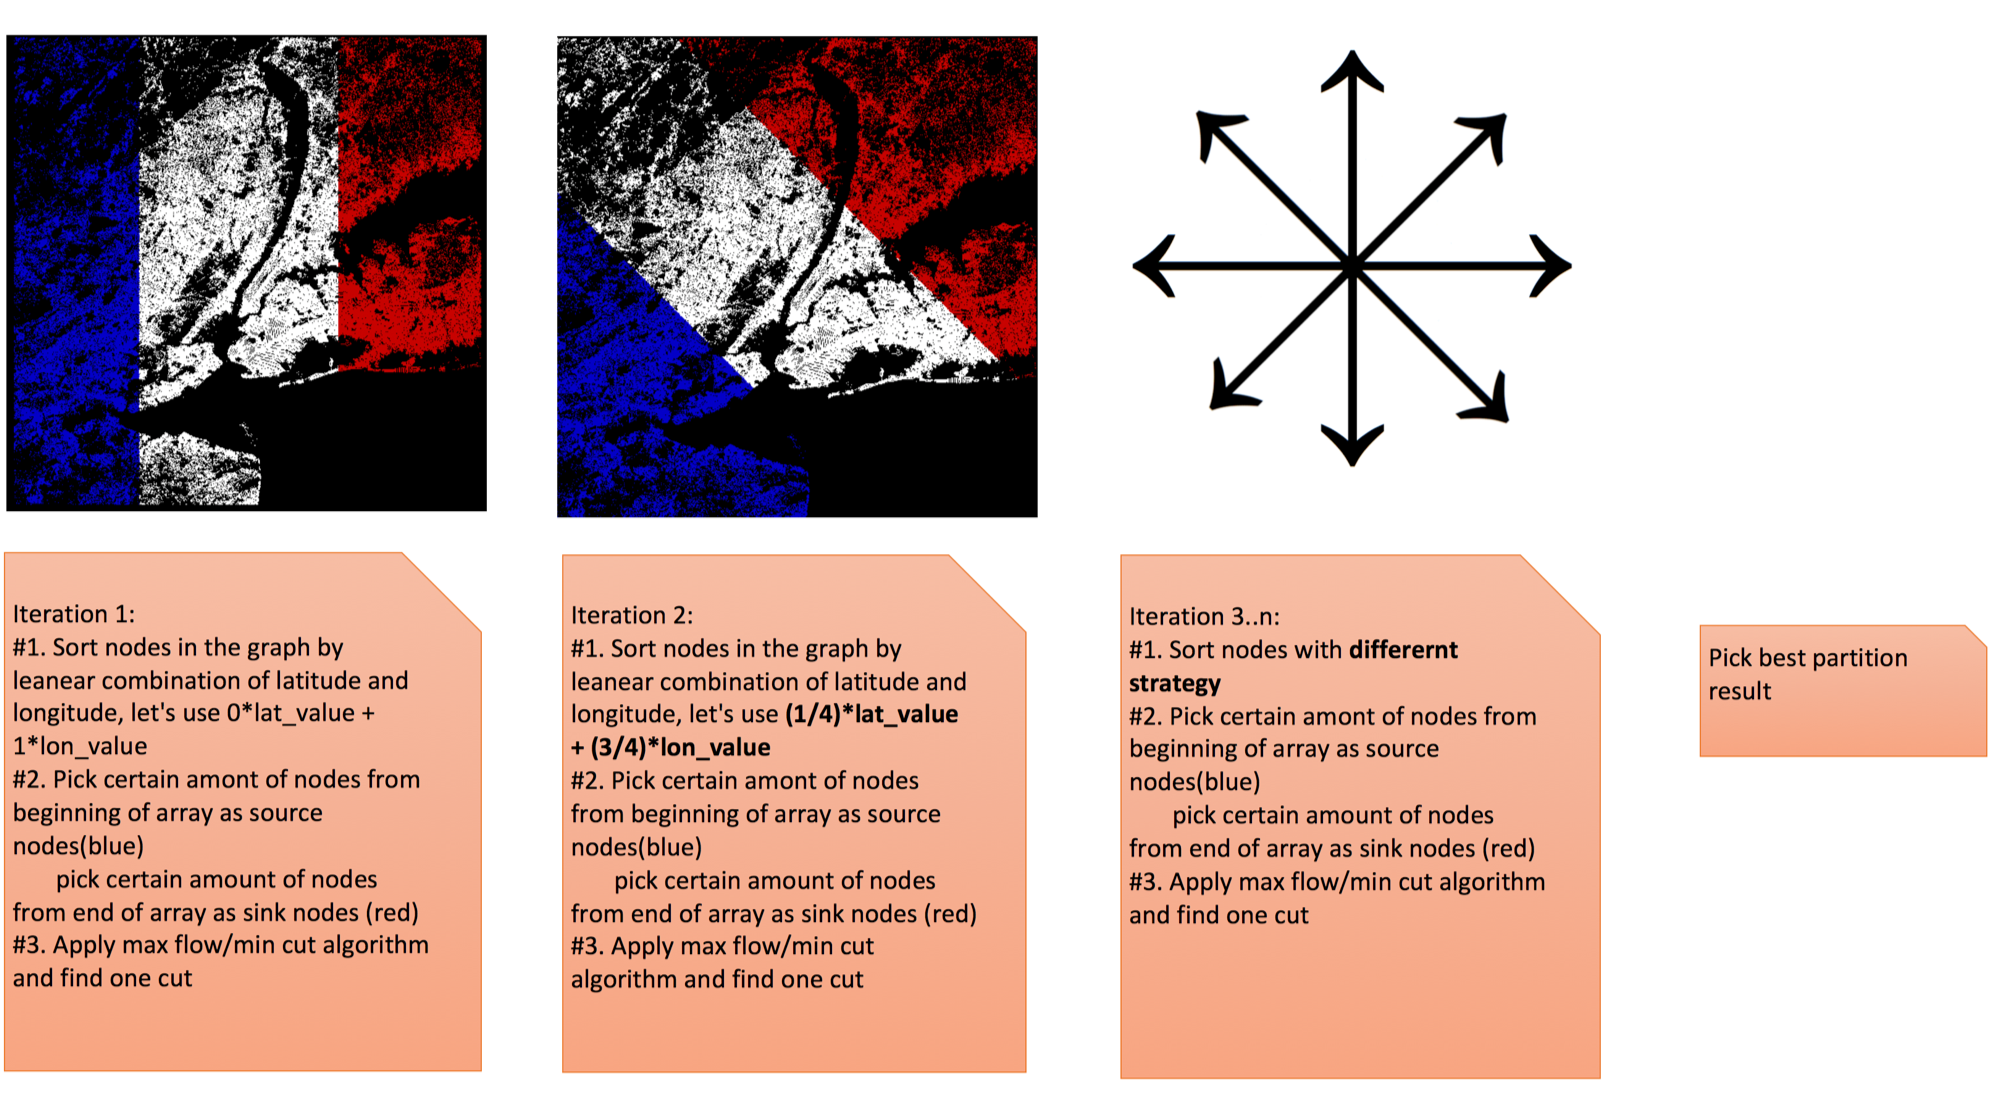 Iteration 1:
#1. Sort nodes in the graph by
leanear combination of latitude and
longitude, let's use 0*lat_value +
1*lon_value
#2. Pick certain amont of nodes from
beginning of array as source
nodes(blue)
pick certain amount of nodes
from end of array as sink nodes (red)
#3. Apply max flow/min cut algorithm
and find one cut
Iteration 2:
#1. Sort nodes in the graph by
leanear combination of latitude and
longitude, let's use (1/4)*lat_value
+ (3/4)*lon_value
#2. Pick certain amont of nodes
from beginning of array as source
nodes(blue)
pick certain amount of nodes
from end of array as sink nodes (red)
#3. Apply max flow/min cut
algorithm and find one cut
Iteration 3..n:
#1. Sort nodes with differernt
strategy
#2. Pick certain amont of nodes from
beginning of array as source
nodes(blue)
pick certain amount of nodes
from end of array as sink nodes (red)
#3. Apply max flow/min cut algorithm
and find one cut
Pick best partition
result